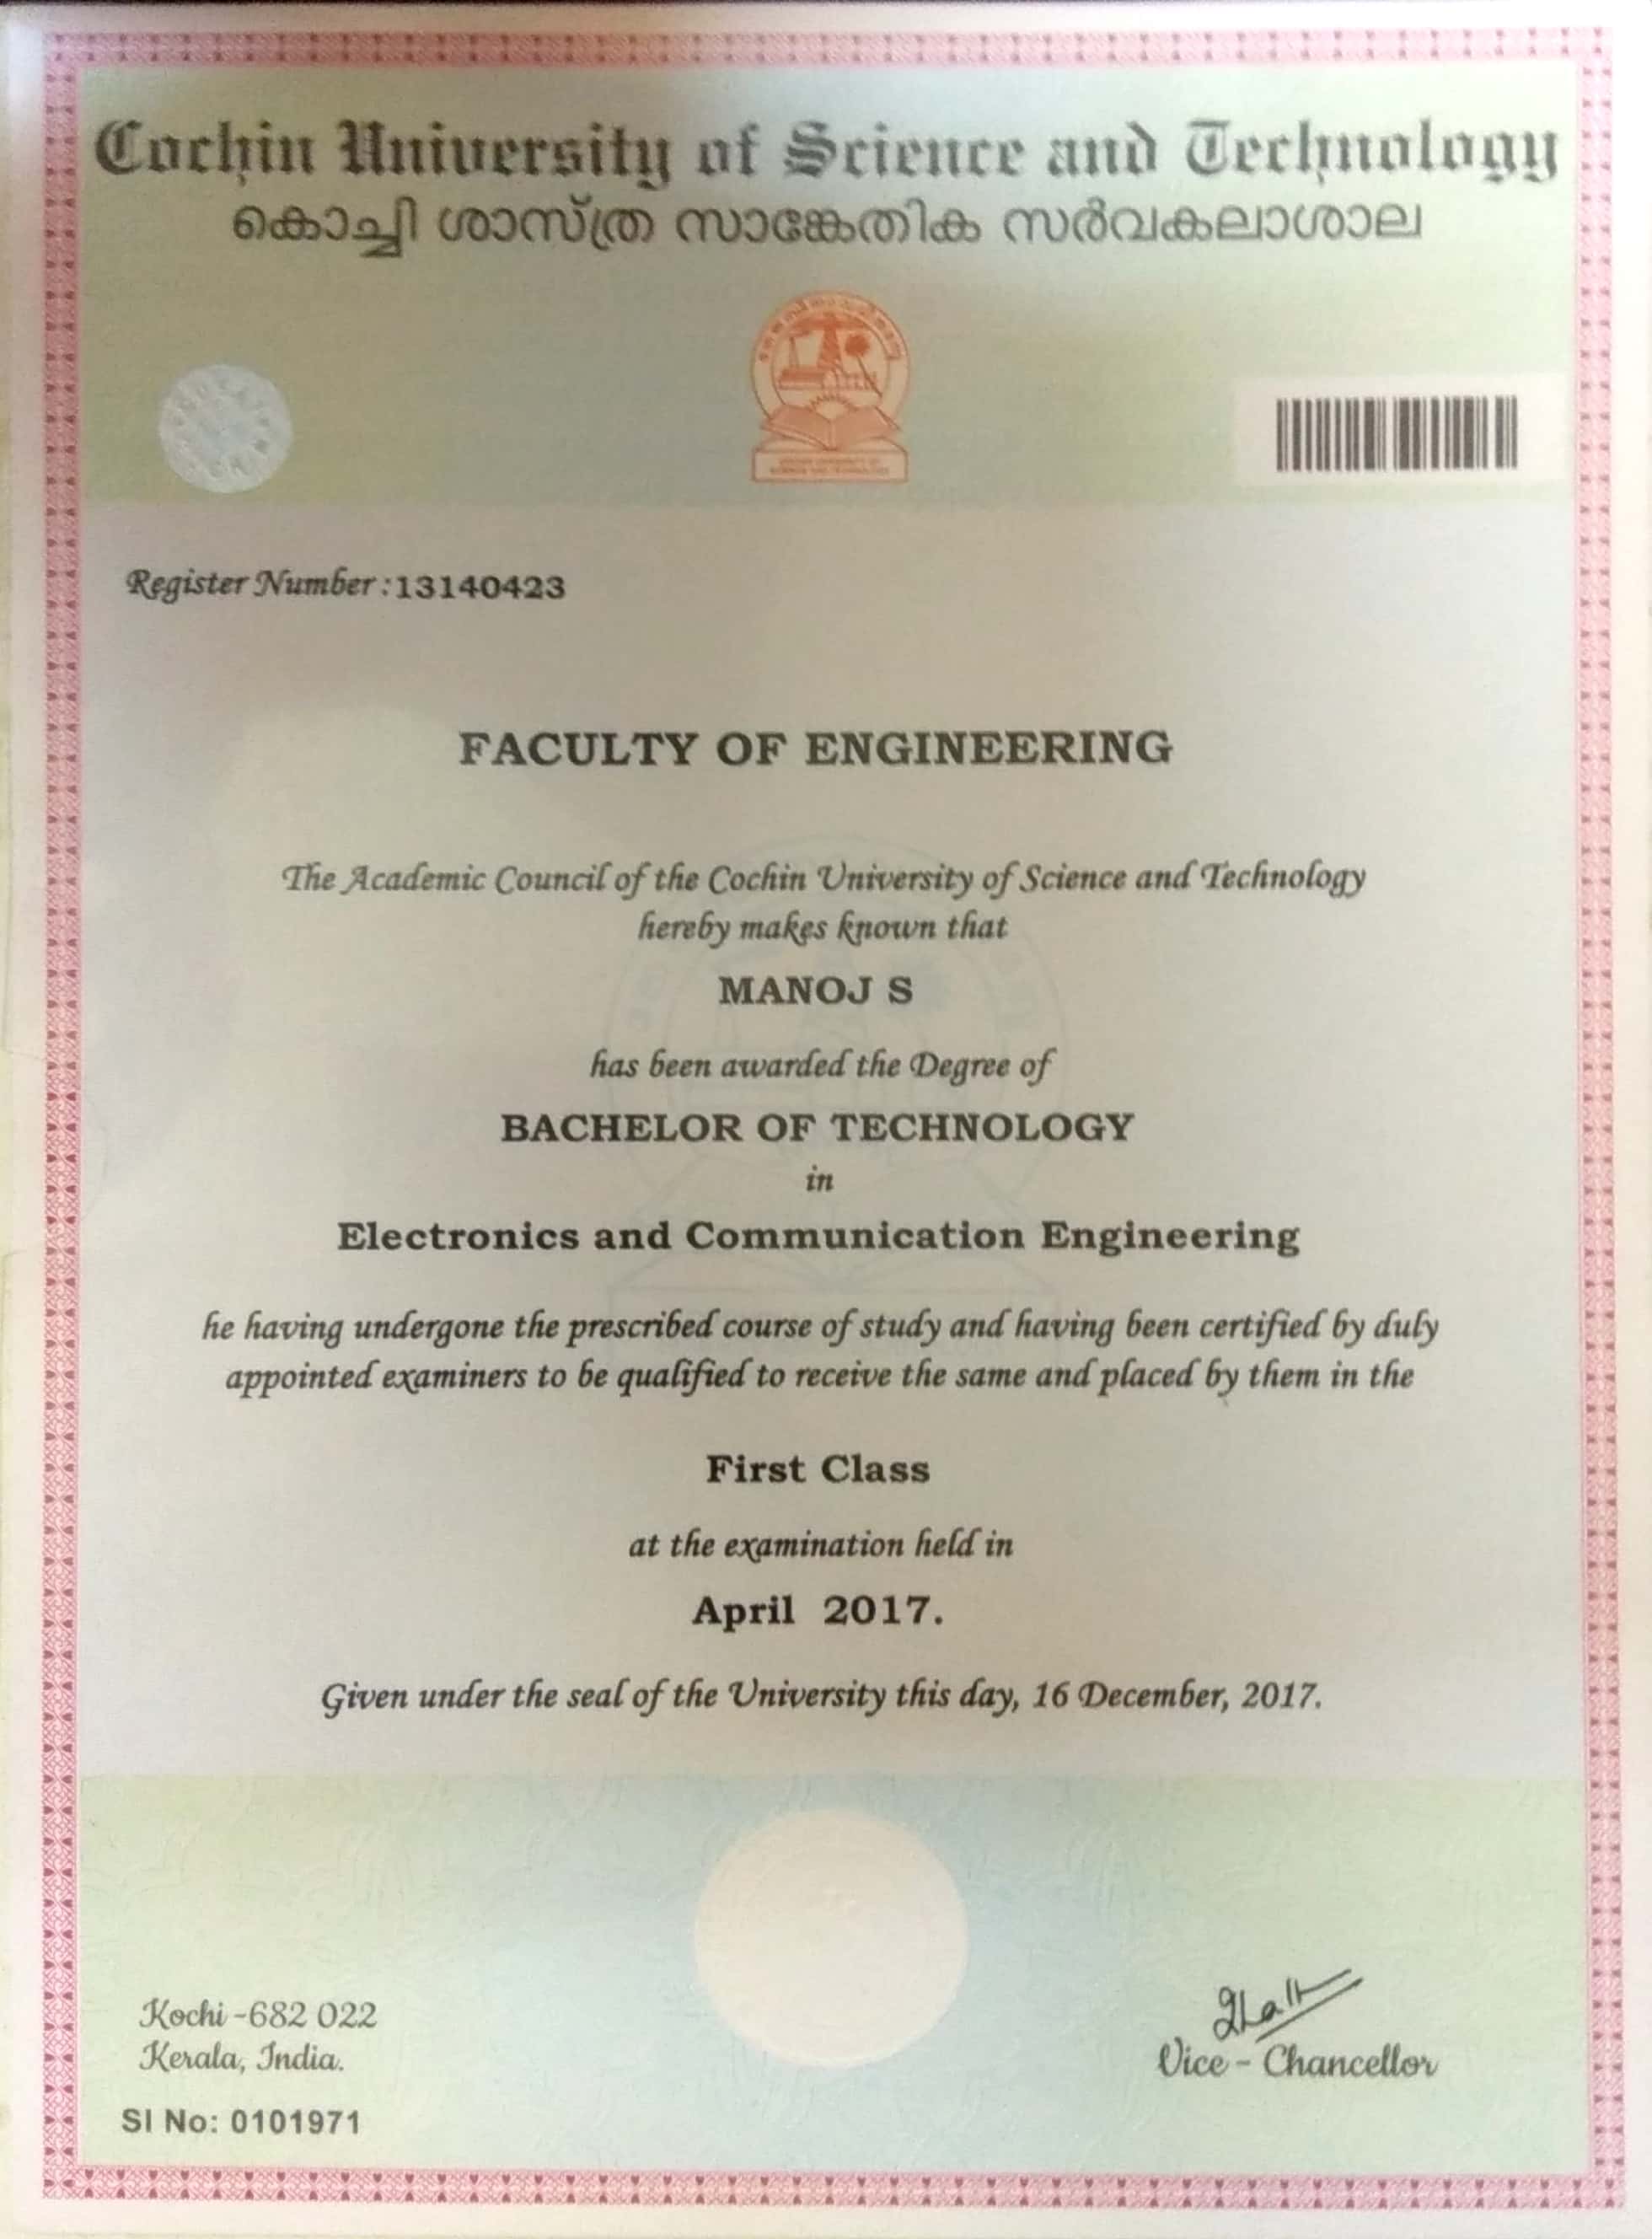 Cochin University of Science and Technology
കൊച്ചി ശാസ്ത്ര സാങ്കേതിക സർവകലാശാല
Register Number :13140423
FACULTY OF ENGINEERING
The Academic Council of the Cochin University of Science and Technology
hereby makes known that
MANOJ S
has been awarded the Degree of
BACHELOR OF TECHNOLOGY
in
Electronics and Communication Engineering
he having undergone the prescribed course of study and having been certified by duly
appointed examiners to be qualified to receive the same and placed by them in the
First Class
at the examination held in
April 2017.
Given under the seal of the University this day, 16 December, 2017.
Kochi -682 022
Kerala, India.
Vice - Chancellor
SI No: 0101971